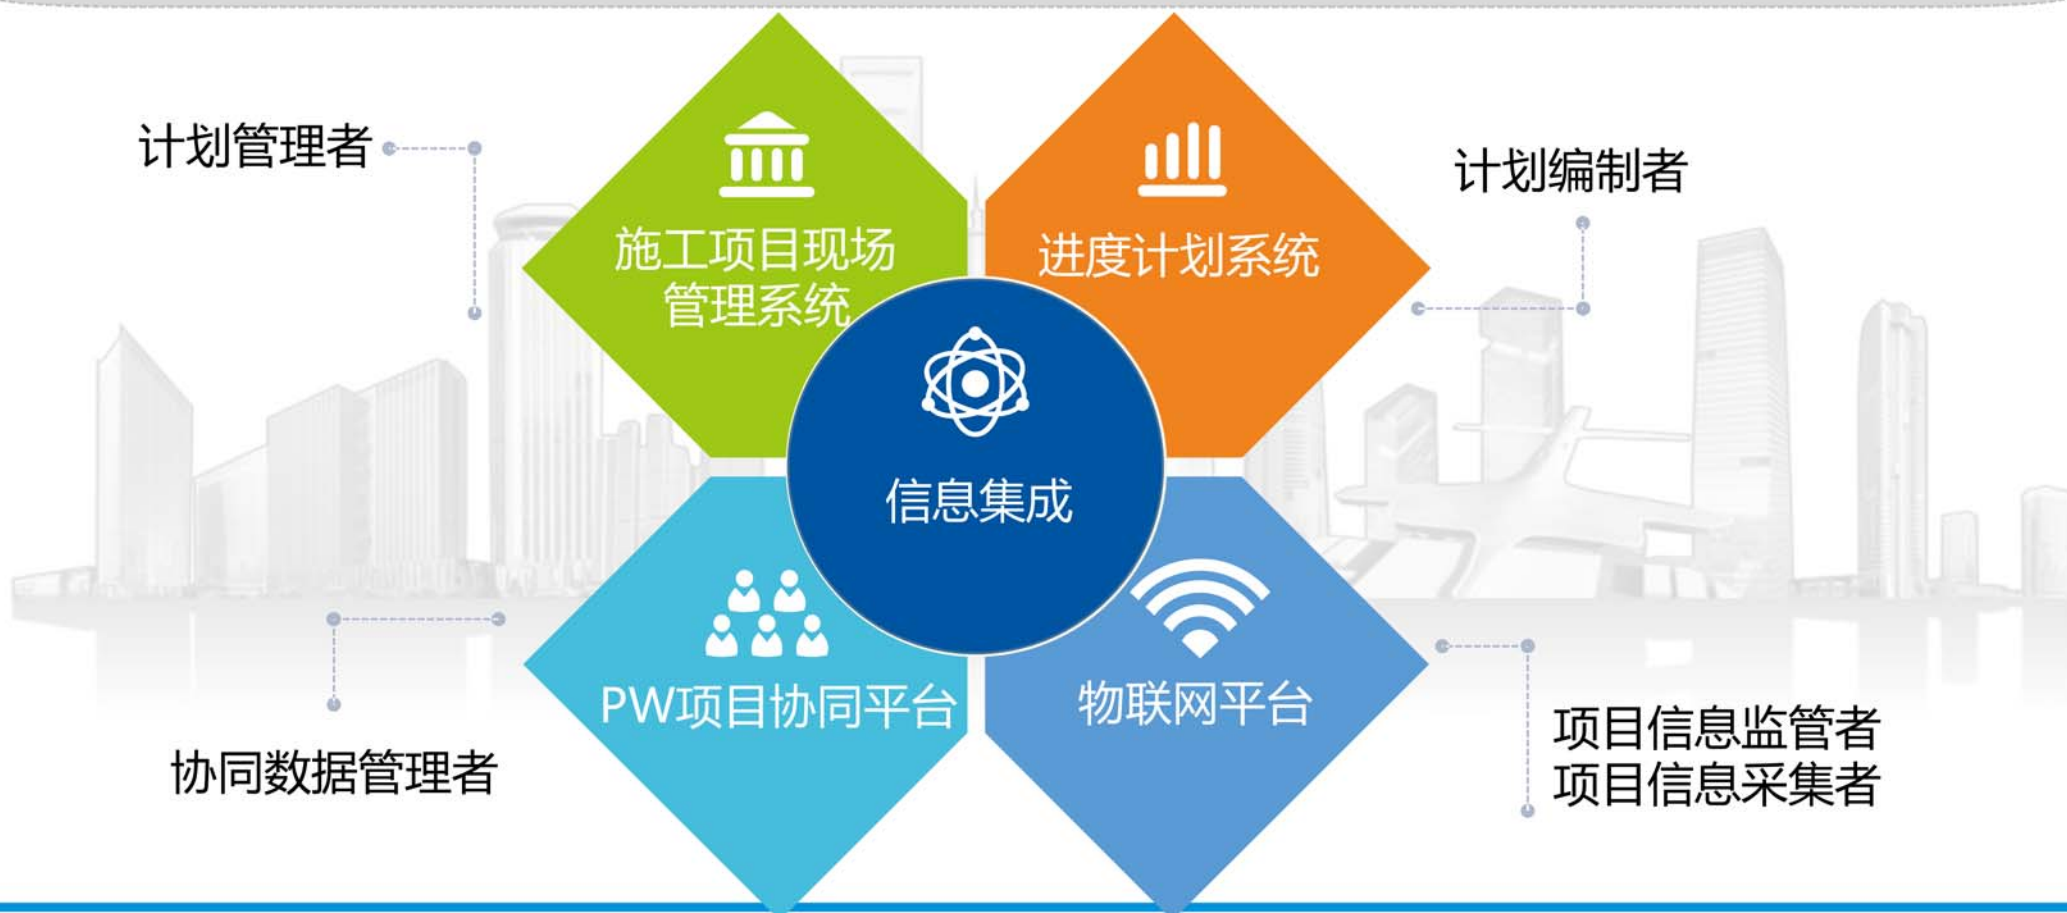 计划管理者
施工项目现场
管理系统
进度计划系统
计划编制者
信息集成
PW项目协同平台
物联网平台
协同数据管理者
项目信息监管者
项目信息采集者